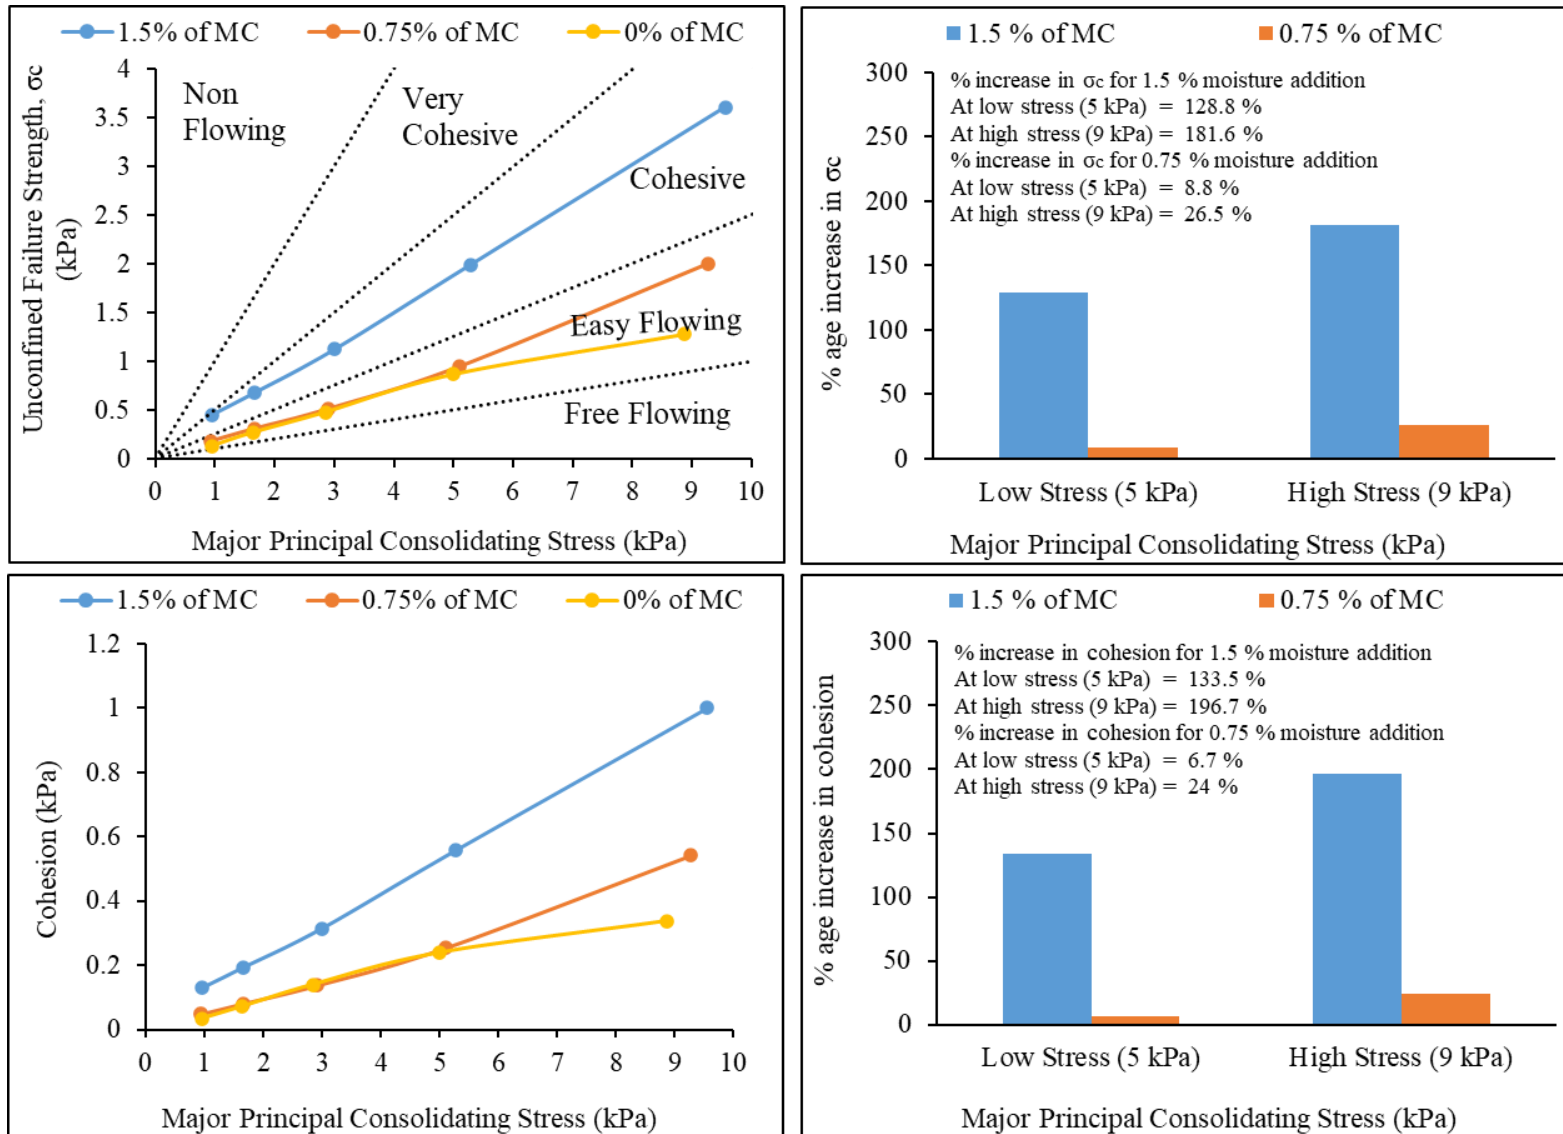 1.5% of MC 0.75% of MC 0% of MC
Unconfined Failure Strength, σc
(kPa)
4
3.5
3
2.5
2
1.5
1
0.5
0
Non
Flowing
Very
Cohesive
Cohesive
Easy Flowing
Free Flowing
0 1 2 3 4 5 6 7 8 9 10
Major Principal Consolidating Stress (kPa)
1.5 % of MC 0.75 % of MC
% age increase in σc
300
250
200
150
100
50
0
% increase in σc for 1.5 % moisture addition
At low stress (5 kPa) = 128.8 %
At high stress (9 kPa) = 181.6 %
% increase in σc for 0.75 % moisture addition
At low stress (5 kPa) = 8.8 %
At high stress (9 kPa) = 26.5 %
Low Stress (5 kPa) High Stress (9 kPa)
Major Principal Consolidating Stress (kPa)
1.5% of MC 0.75% of MC 0% of MC
Cohesion (kPa)
1.2
1
0.8
0.6
0.4
0.2
0
0 1 2 3 4 5 6 7 8 9 10
Major Principal Consolidating Stress (kPa)
1.5 % of MC 0.75 % of MC
% age increase in cohesion
300
250
200
150
100
50
0
% increase in cohesion for 1.5 % moisture addition
At low stress (5 kPa) = 133.5 %
At high stress (9 kPa) = 196.7 %
% increase in cohesion for 0.75 % moisture addition
At low stress (5 kPa) = 6.7 %
At high stress (9 kPa) = 24 %
Low Stress (5 kPa) High Stress (9 kPa)
Major Principal Consolidating Stress (kPa)